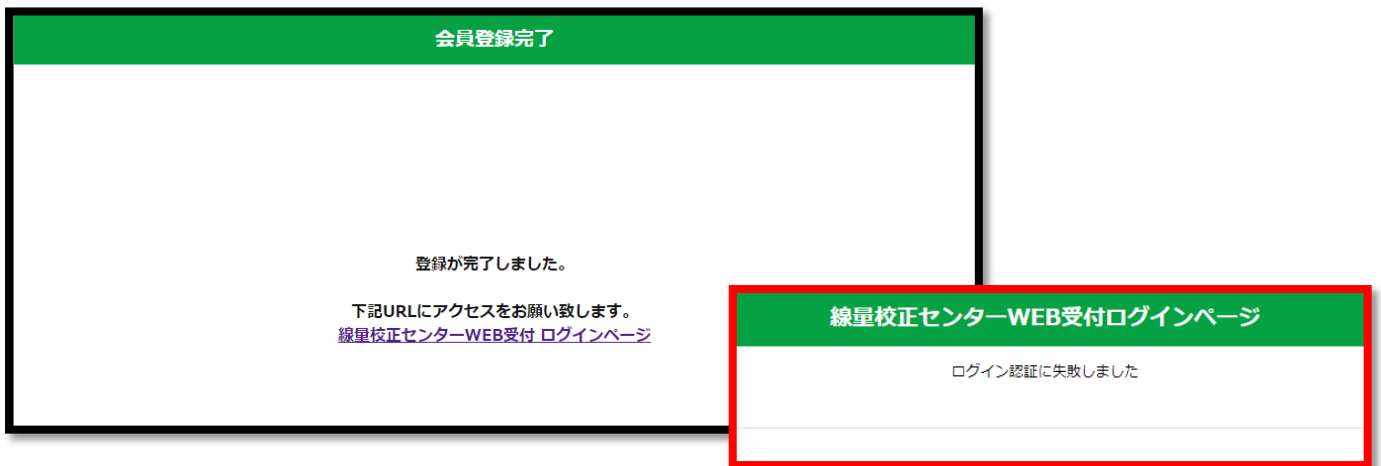 会員登録完了
登録が完了しました。
下記URLにアクセスをお願い致します。
線量校正センターWEB受付 ログインページ
線量校正センターWEB受付ログインページ
ログイン認証に失敗しました